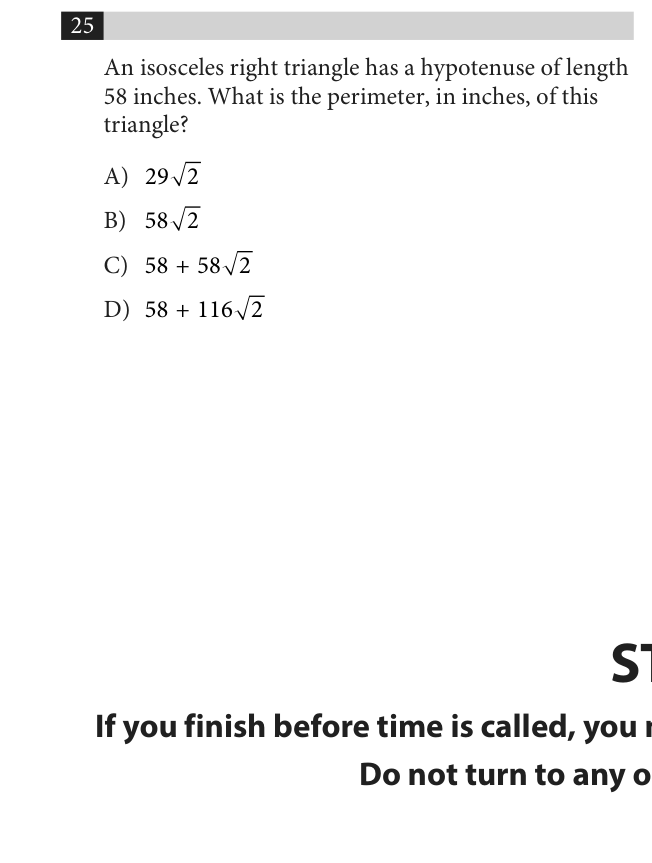 25
An isosceles right triangle has a hypotenuse of length
58 inches. What is the perimeter, in inches, of this
triangle?
A) 29√2
B) 58√2
C) 58 + 58√2
D) 58 + 116√2
ST
If you finish before time is called, you
Do not turn to any